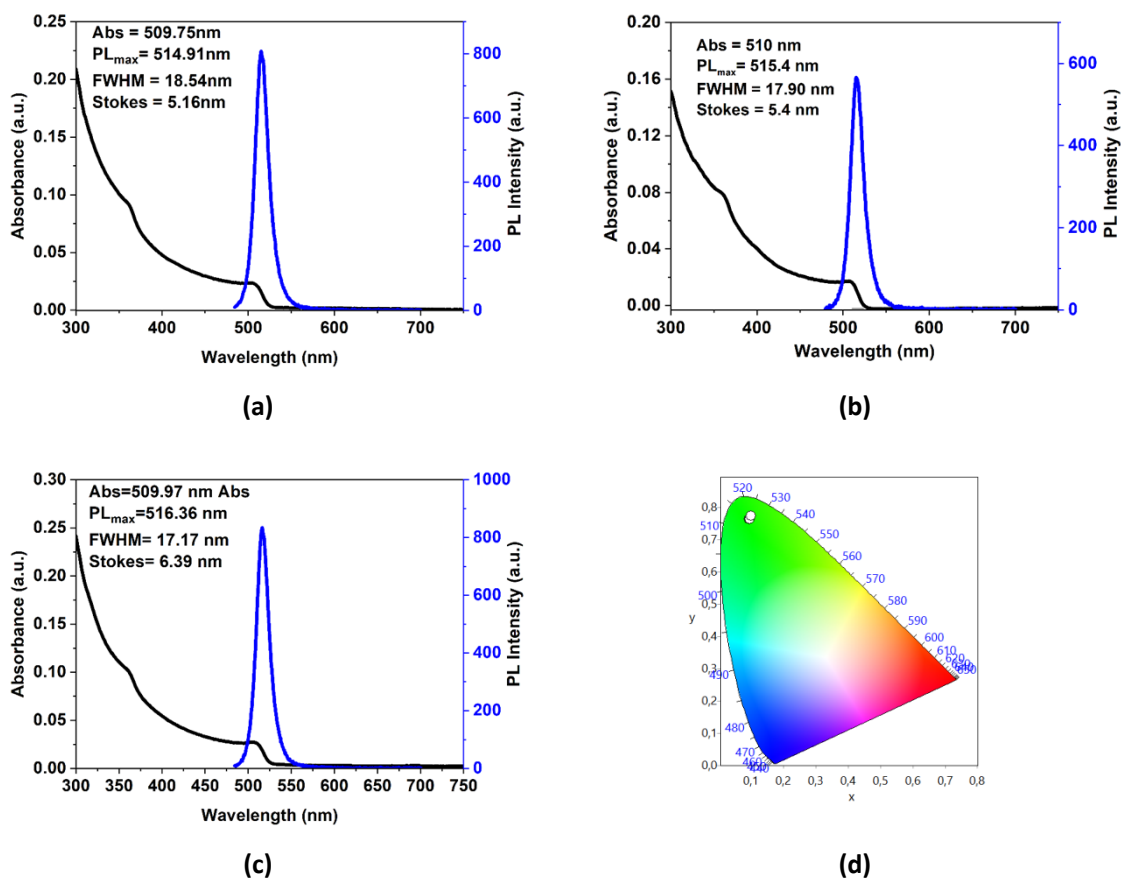 Abs = 509.75nm
PLmax= 514.91nm
FWHM = 18.54nm
Stokes = 5.16nm
Absorbance (a.u.)
0.25
0.20
0.15
0.10
0.05
0.00
300 400 500 600 700
Wavelength (nm)
800
600
400
200
0
PL Intensity (a.u.)
(a)
Abs = 510 nm
PLmax= 515.4 nm
FWHM = 17.90 nm
Stokes = 5.4 nm
Absorbance (a.u.)
0.20
0.16
0.12
0.08
0.04
0.00
300 400 500 600 700
Wavelength (nm)
600
400
200
0
PL Intensity (a.u.)
(b)
Abs=509.97 nm Abs
PLmax=516.36 nm
FWHM= 17.17 nm
Stokes= 6.39 nm
Absorbance (a.u.)
0.30
0.25
0.20
0.15
0.10
0.05
0.00
300 350 400 450 500 550 600 650 700 750
Wavelength (nm)
1000
800
600
400
200
0
PL Intensity (a.u.)
(c)
y
0,8
0,7
0,6
0,5
0,4
0,3
0,2
0,1
0,0
0,1 0,2 0,3 0,4 0,5 0,6 0,7 0,8
x
520
530
540
550
560
570
580
590
600
610
620
630
650
510
500
490
480
470
460
440
(d)